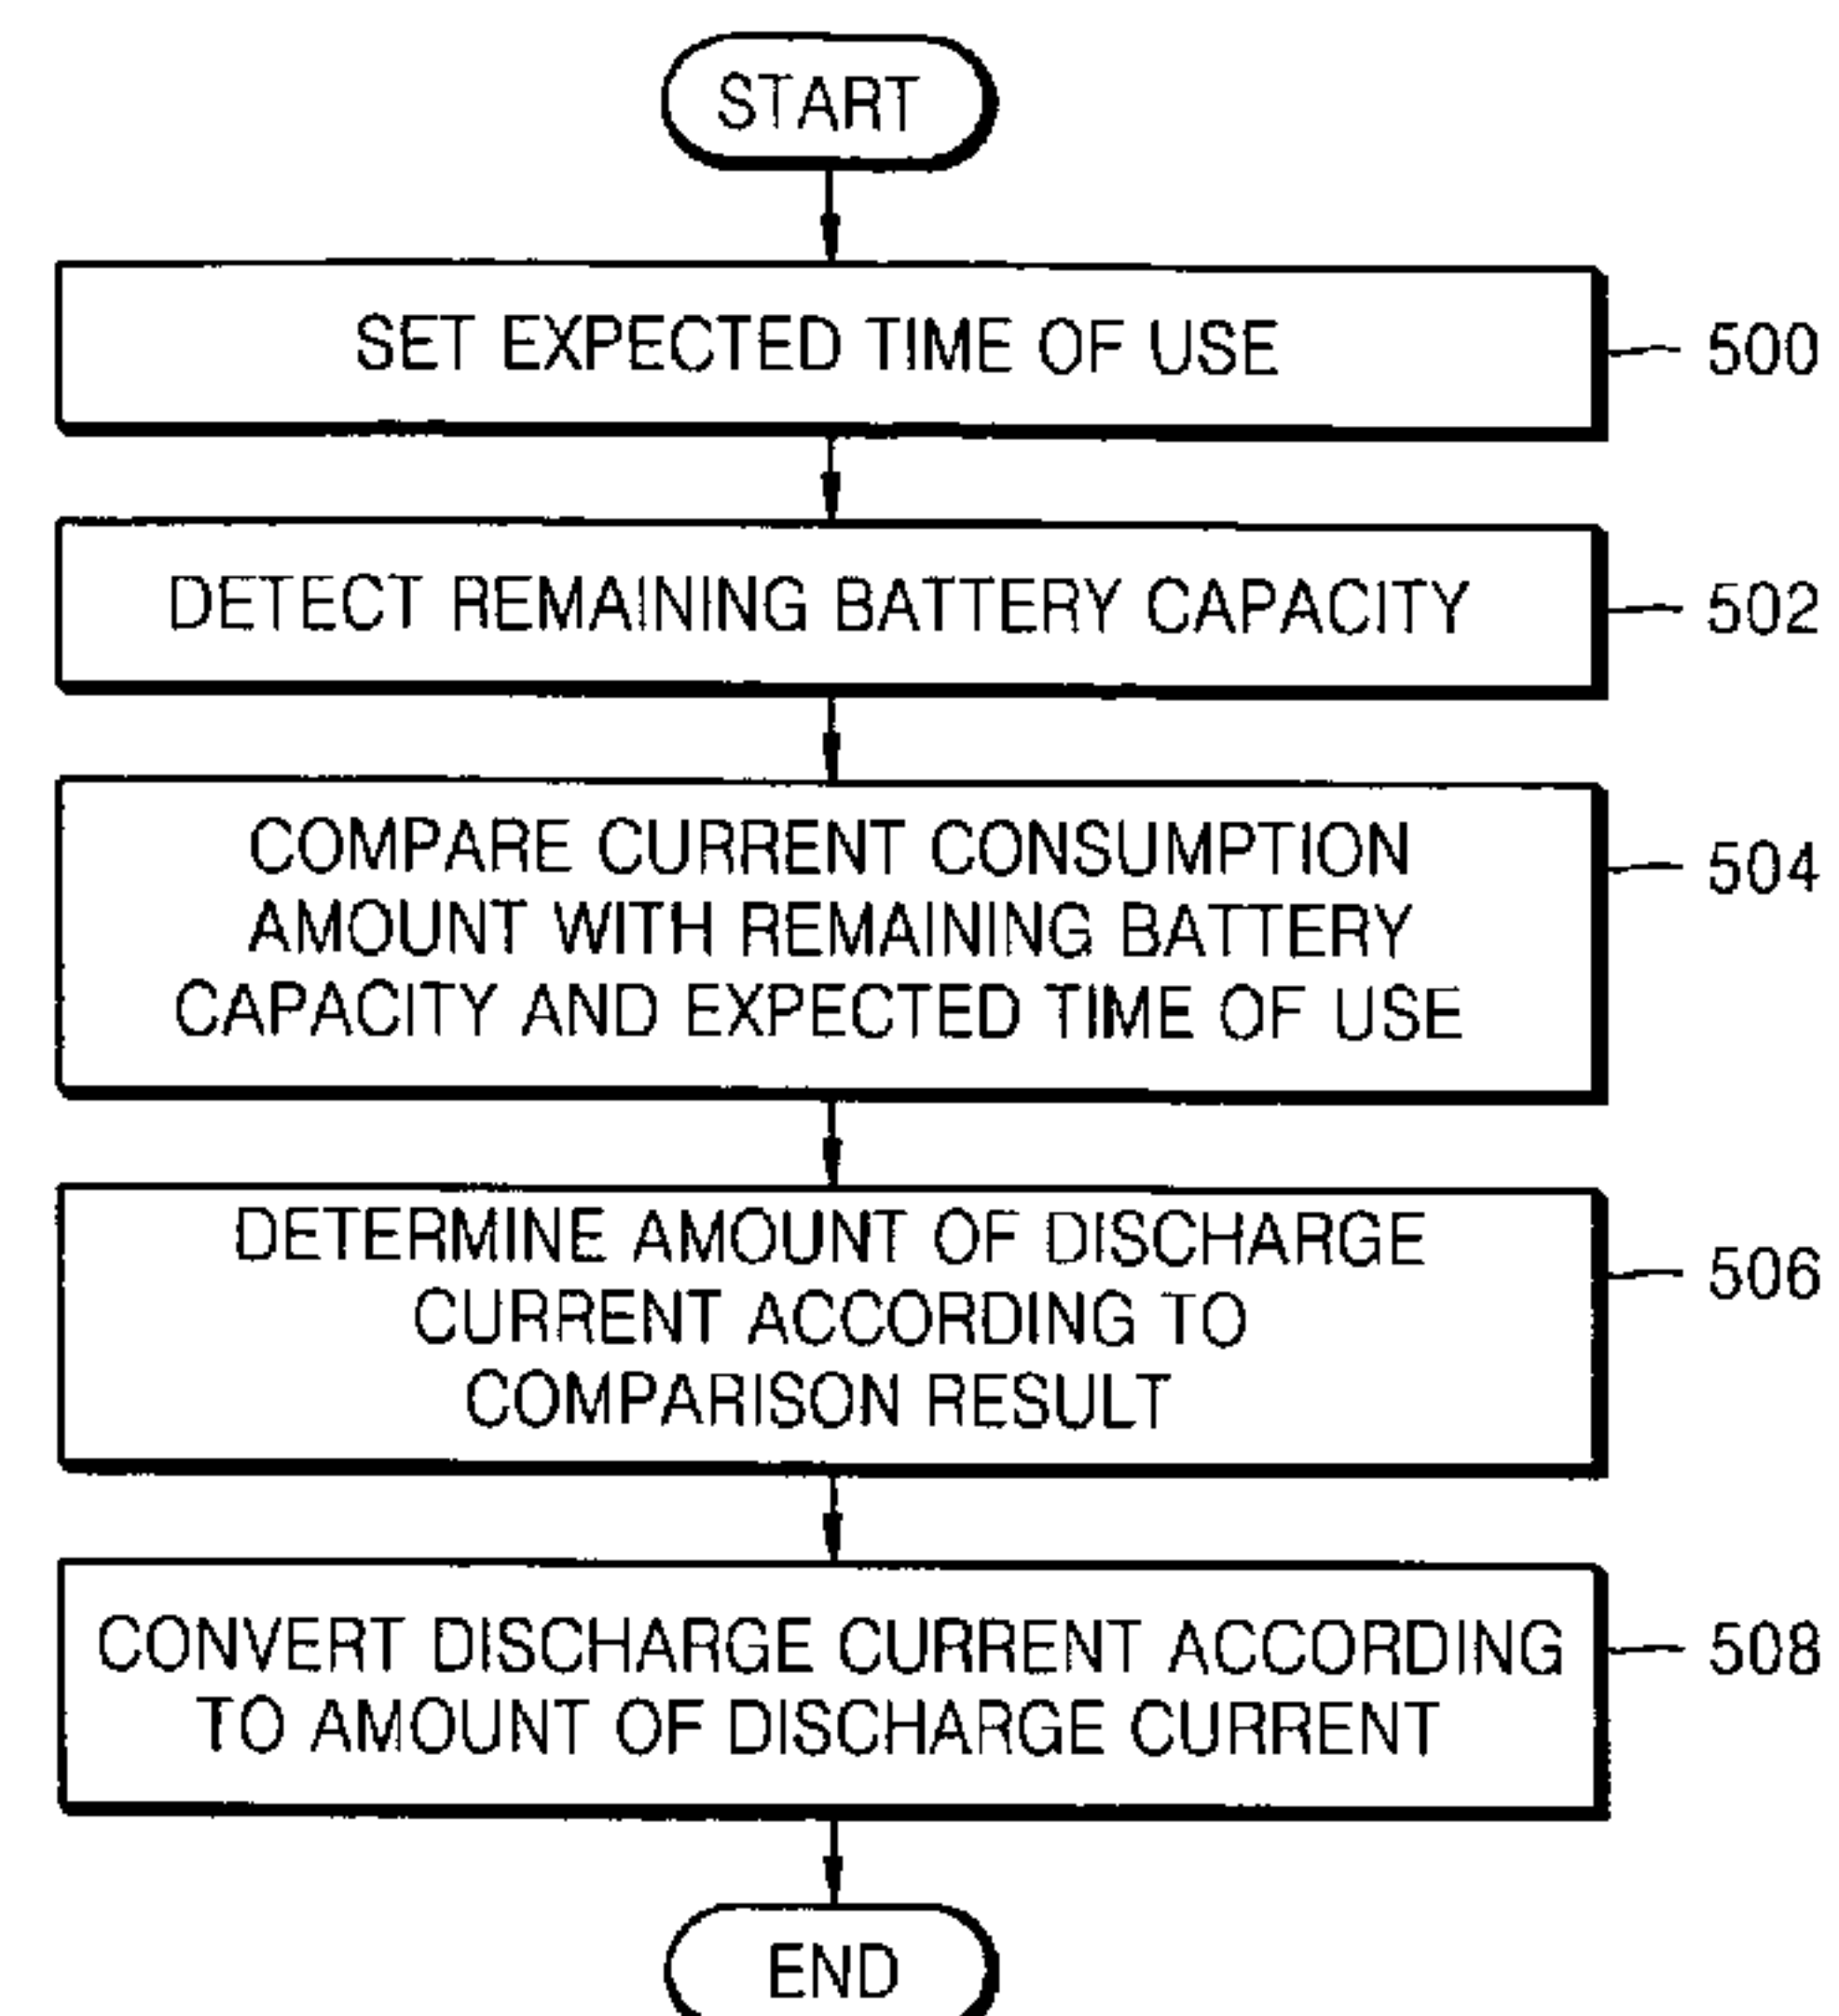 START
SET EXPECTED TIME OF USE
500
DETECT REMAINING BATTERY CAPACITY
502
COMPARE CURRENT CONSUMPTION
AMOUNT WITH REMAINING BATTERY
CAPACITY AND EXPECTED TIME OF USE
504
DETERMINE AMOUNT OF DISCHARGE
CURRENT ACCORDING TO
COMPARISON RESULT
506
CONVERT DISCHARGE CURRENT ACCORDING
TO AMOUNT OF DISCHARGE CURRENT
508
END